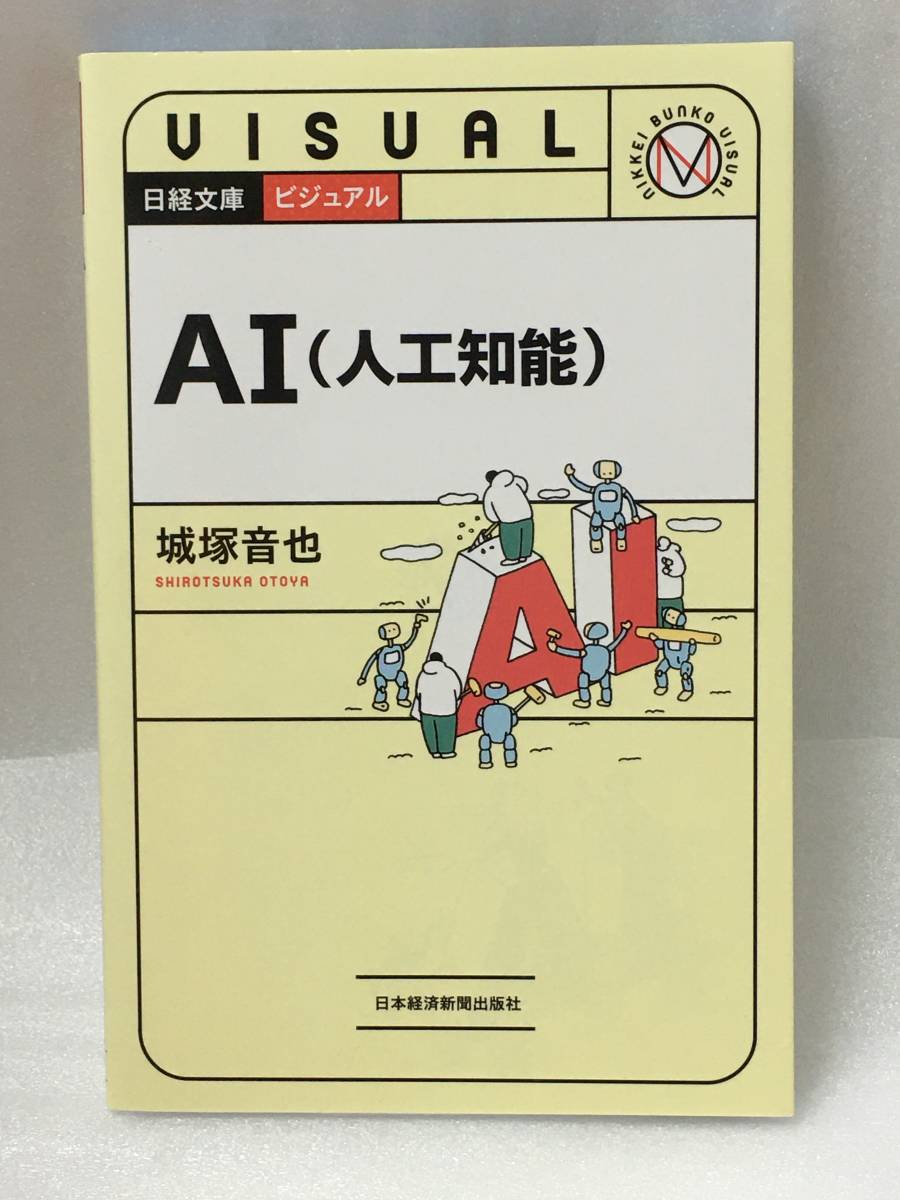 VISUAL
NIKKEI BUNKO VISUAL
日経文庫 ビジュアル
AI(人工知能)
城塚音也
SHIROTSUKA OTOYA
AI
日本経済新聞出版社